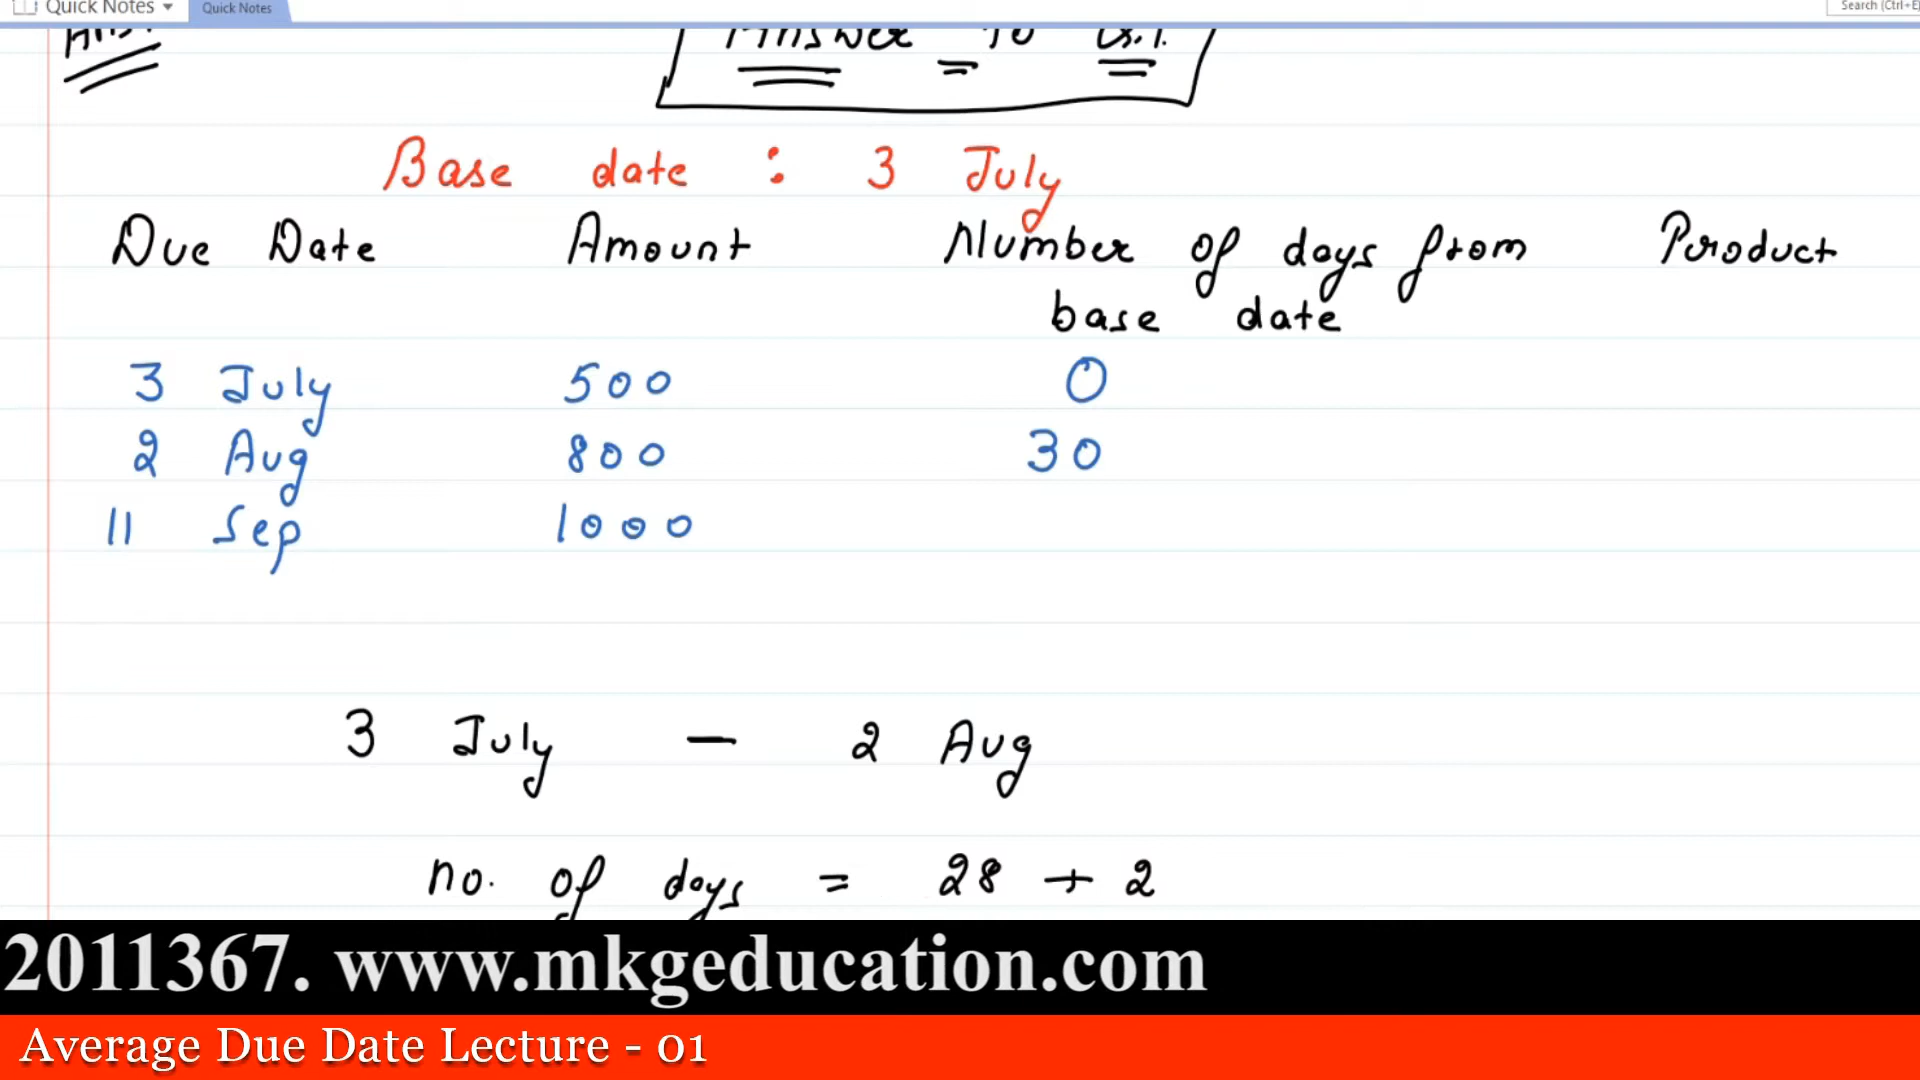 Quick Notes Quick Notes Search (Ctrl+E)
Ans:
Answer to Q.1.
Base date : 3 July
Due Date Amount Number of days from Product
base date
3 July 500 0
2 Aug 800 30
11 Sep 1000
3 July — 2 Aug
no. of days = 28 + 2
2011367. www.mkgeducation.com
Average Due Date Lecture - 01